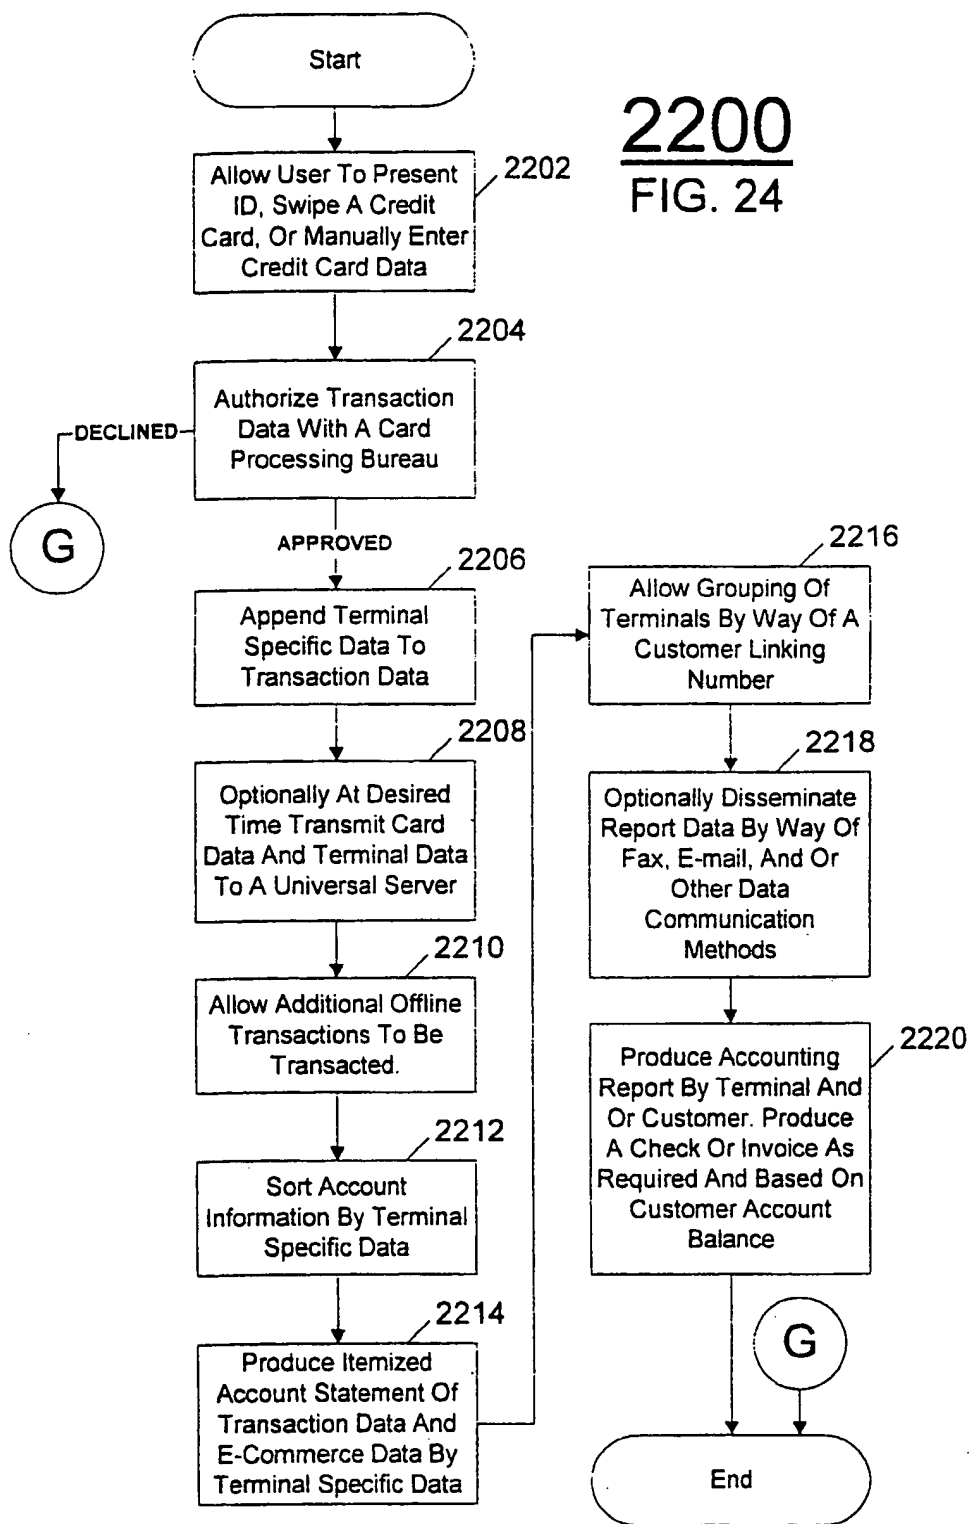 Start
2200
FIG. 24
2202
Allow User To Present
ID, Swipe A Credit
Card, Or Manually Enter
Credit Card Data
2204
Authorize Transaction
Data With A Card
Processing Bureau
DECLINED
G
APPROVED
2206
Append Terminal
Specific Data To
Transaction Data
2208
Optionally At Desired
Time Transmit Card
Data And Terminal Data
To A Universal Server
2210
Allow Additional Offline
Transactions To Be
Transacted.
2212
Sort Account
Information By Terminal
Specific Data
2214
Produce Itemized
Account Statement Of
Transaction Data And
E-Commerce Data By
Terminal Specific Data
2216
Allow Grouping Of
Terminals By Way Of A
Customer Linking
Number
2218
Optionally Disseminate
Report Data By Way Of
Fax, E-mail, And Or
Other Data
Communication
Methods
2220
Produce Accounting
Report By Terminal And
Or Customer. Produce
A Check Or Invoice As
Required And Based On
Customer Account
Balance
G
End